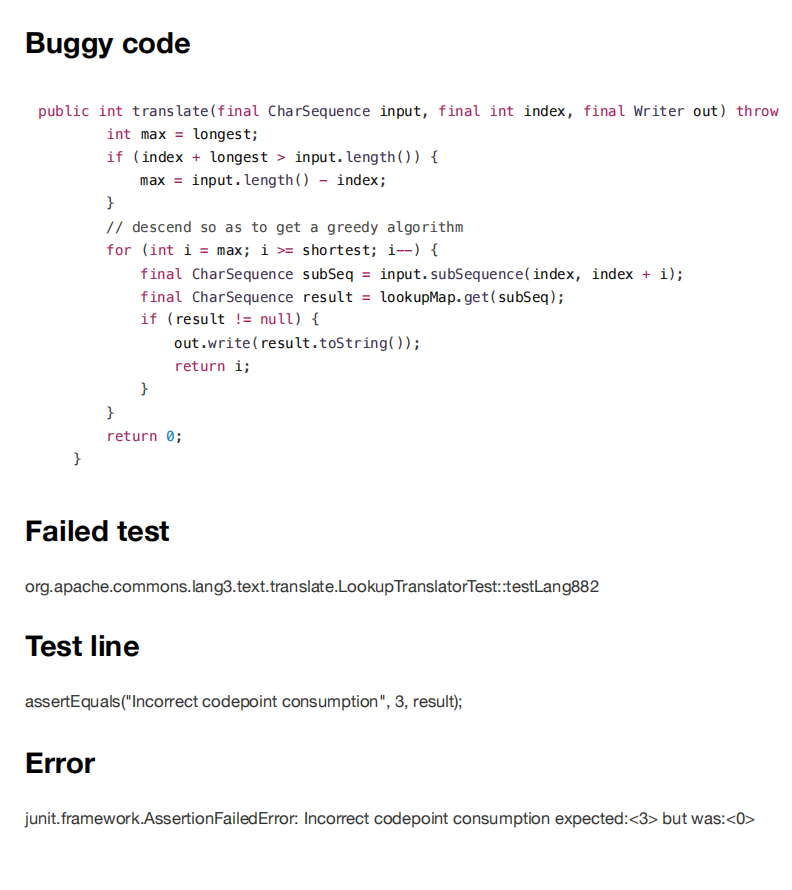 Buggy code
public int translate(final CharSequence input, final int index, final Writer out) throw
int max = longest;
if (index + longest > input.length()) {
max = input.length() - index;
}
// descend so as to get a greedy algorithm
for (int i = max; i >= shortest; i--) {
final CharSequence subSeq = input.subSequence(index, index + i);
final CharSequence result = lookupMap.get(subSeq);
if (result != null) {
out.write(result.toString());
return i;
}
}
return 0;
}
Failed test
org.apache.commons.lang3.text.translate.LookupTranslatorTest::testLang882
Test line
assertEquals("Incorrect codepoint consumption", 3, result);
Error
junit.framework.AssertionFailedError: Incorrect codepoint consumption expected:<3> but was:<0>